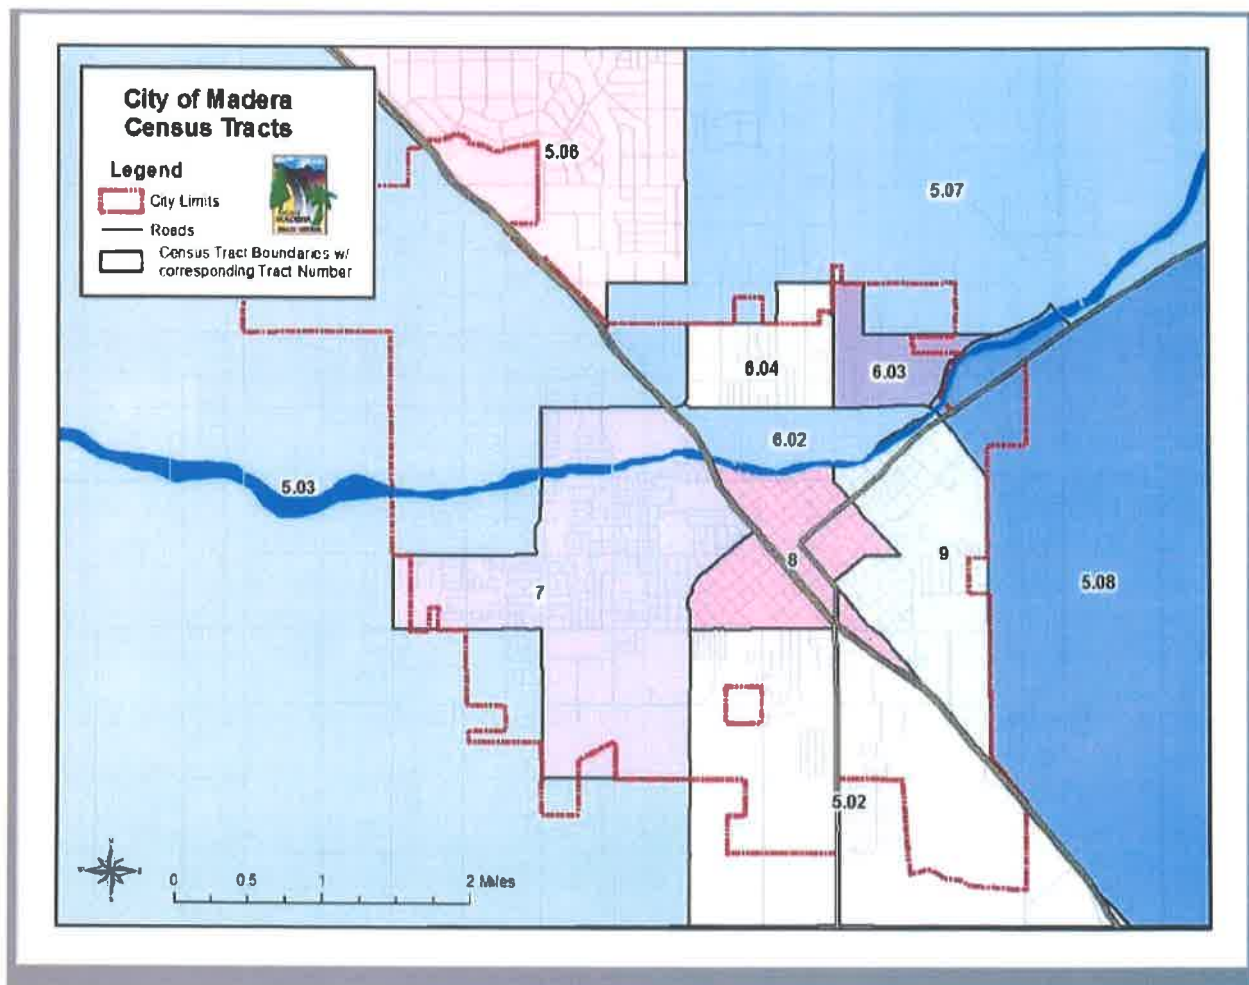 City of Madera
Census Tracts
Legend
City Limits
Roads
Census Tract Boundaries w/
corresponding Tract Number
MADERA
5.06
5.07
6.04
6.03
6.02
5.03
8
9
7
5.08
5.02
0 0.5 1 2 Miles